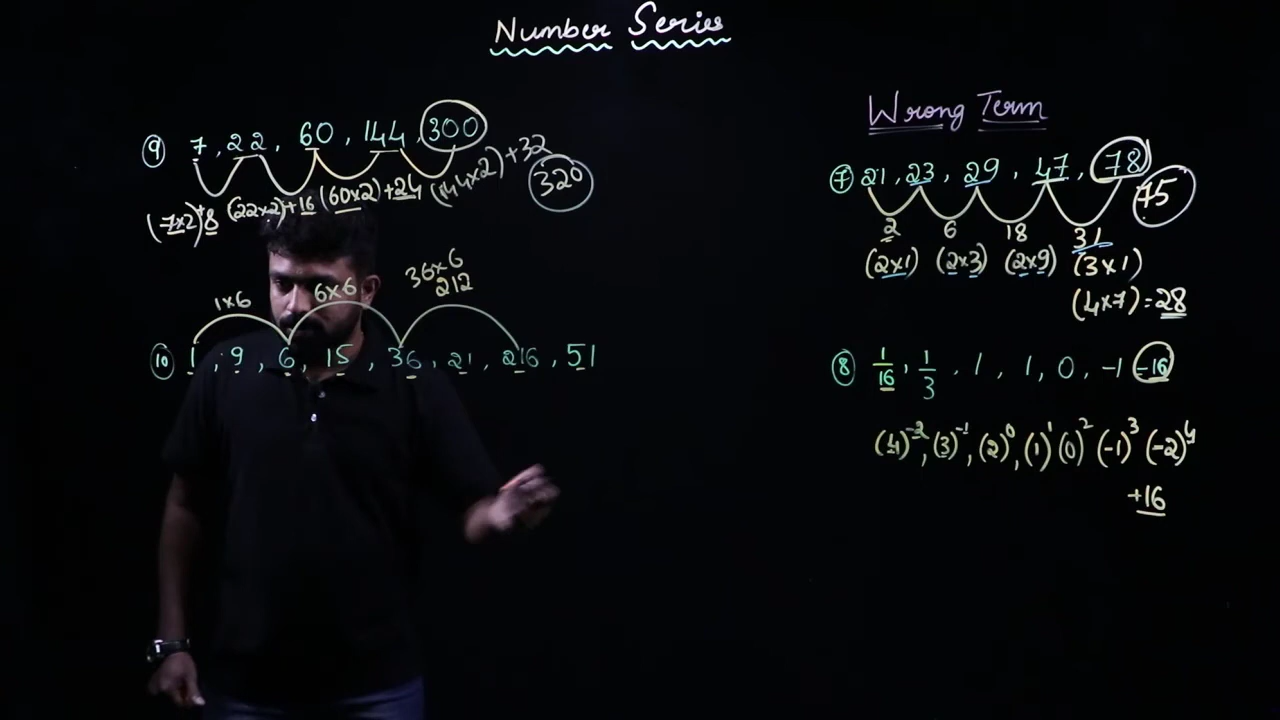 Number Series
⑨ 7, 22, 60, 144, 300
(7x2)+8 (22x2)+16 (60x2)+24 (144x2)+32
320
1x6 6x6 36x6
212
⑩ 1, 9, 6, 15, 36, 21, 216, 51
Wrong Term
⑦ 21, 23, 29, 47, 78
75
2 6 18 31
(2x1) (2x3) (2x9) (3x1)
(4x7)=28
⑧ 1/16, 1/3, 1, 1, 0, -1 -16
(4)⁻², (3)⁻¹, (2)⁰, (1)¹ (0)² (-1)³ (-2)⁴
+16